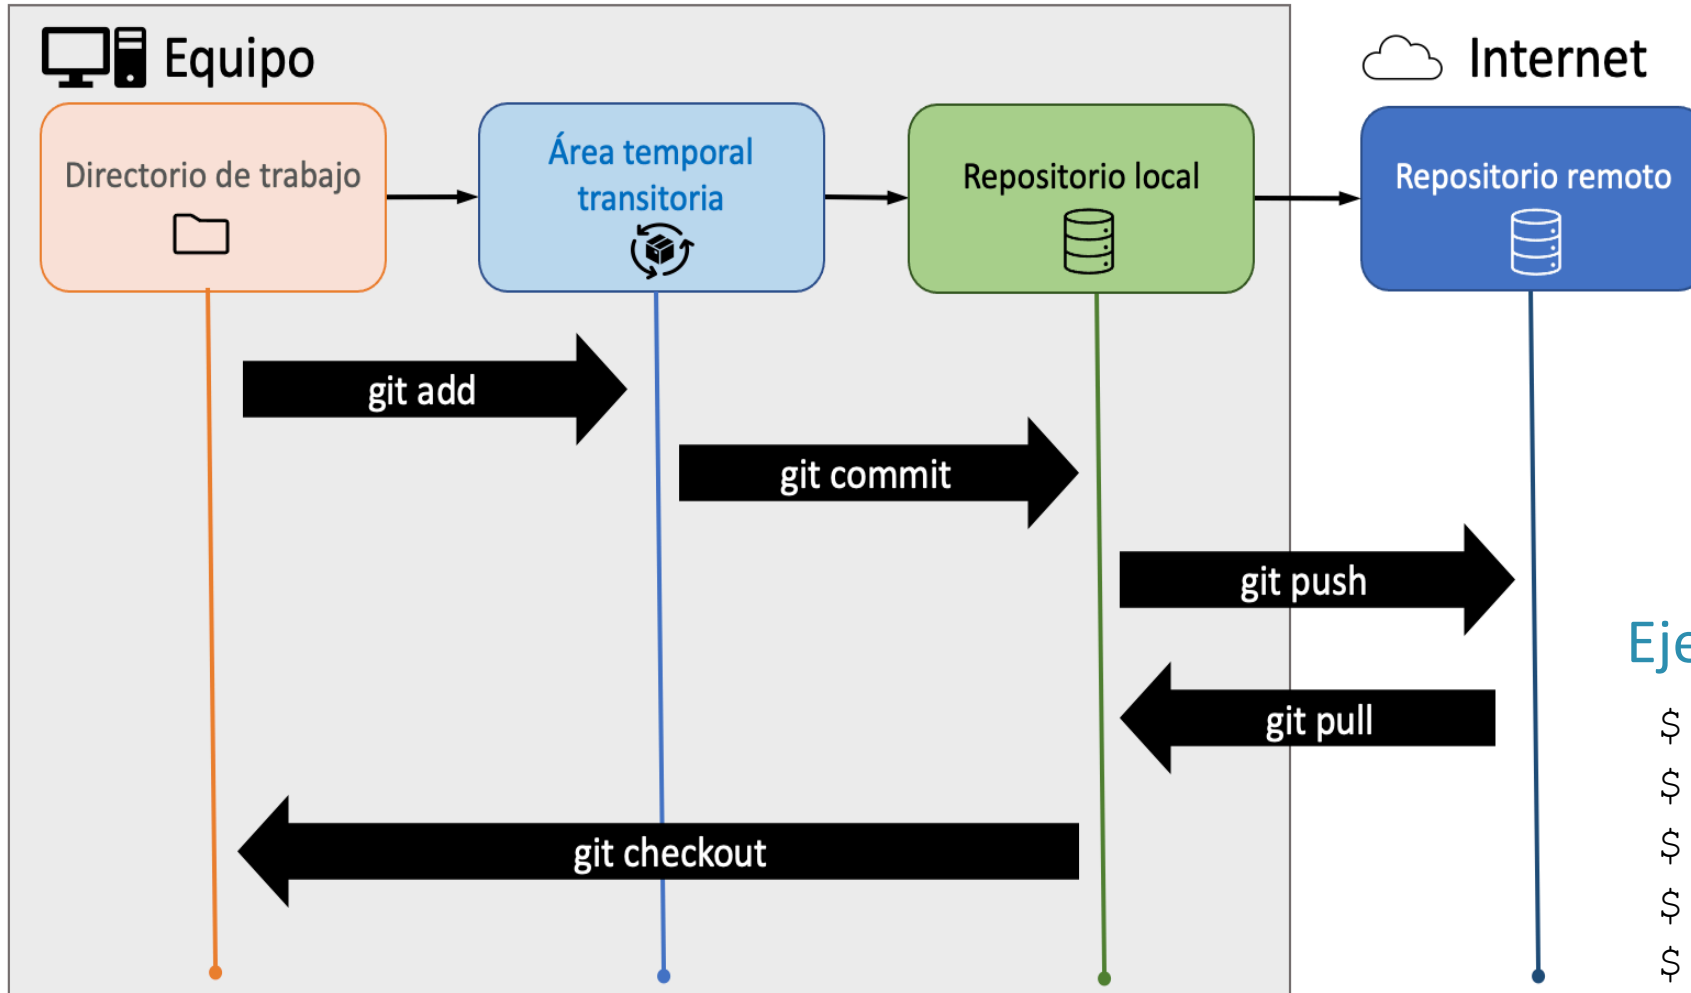 Equipo
Internet
Directorio de trabajo
Área temporal
transitoria
Repositorio local
Repositorio remoto
git add
git commit
git push
Eje
git pull
$
$
git checkout
$
$
$